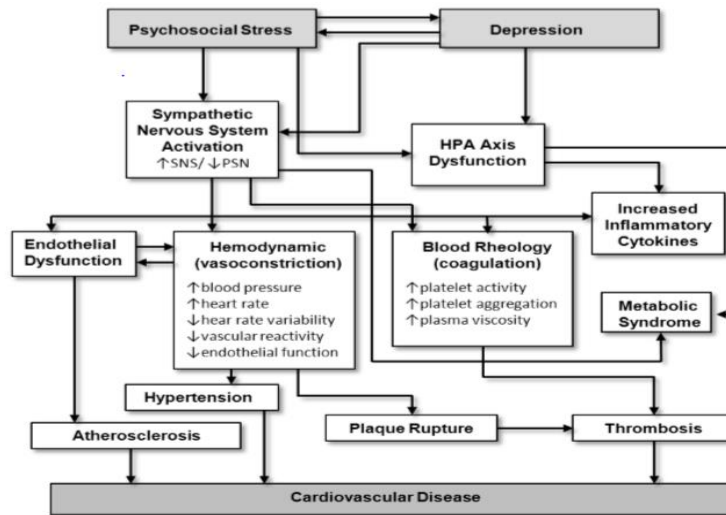 Psychosocial Stress
Depression
Sympathetic
Nervous System
Activation
↑SNS/ ↓PSN
HPA Axis
Dysfunction
Increased
Inflammatory
Cytokines
Endothelial
Dysfunction
Hemodynamic
(vasoconstriction)
↑blood pressure
↑heart rate
↓hear rate variability
↓vascular reactivity
↓endothelial function
Blood Rheology
(coagulation)
↑platelet activity
↑platelet aggregation
↑plasma viscosity
Metabolic
Syndrome
Hypertension
Atherosclerosis
Plaque Rupture
Thrombosis
Cardiovascular Disease